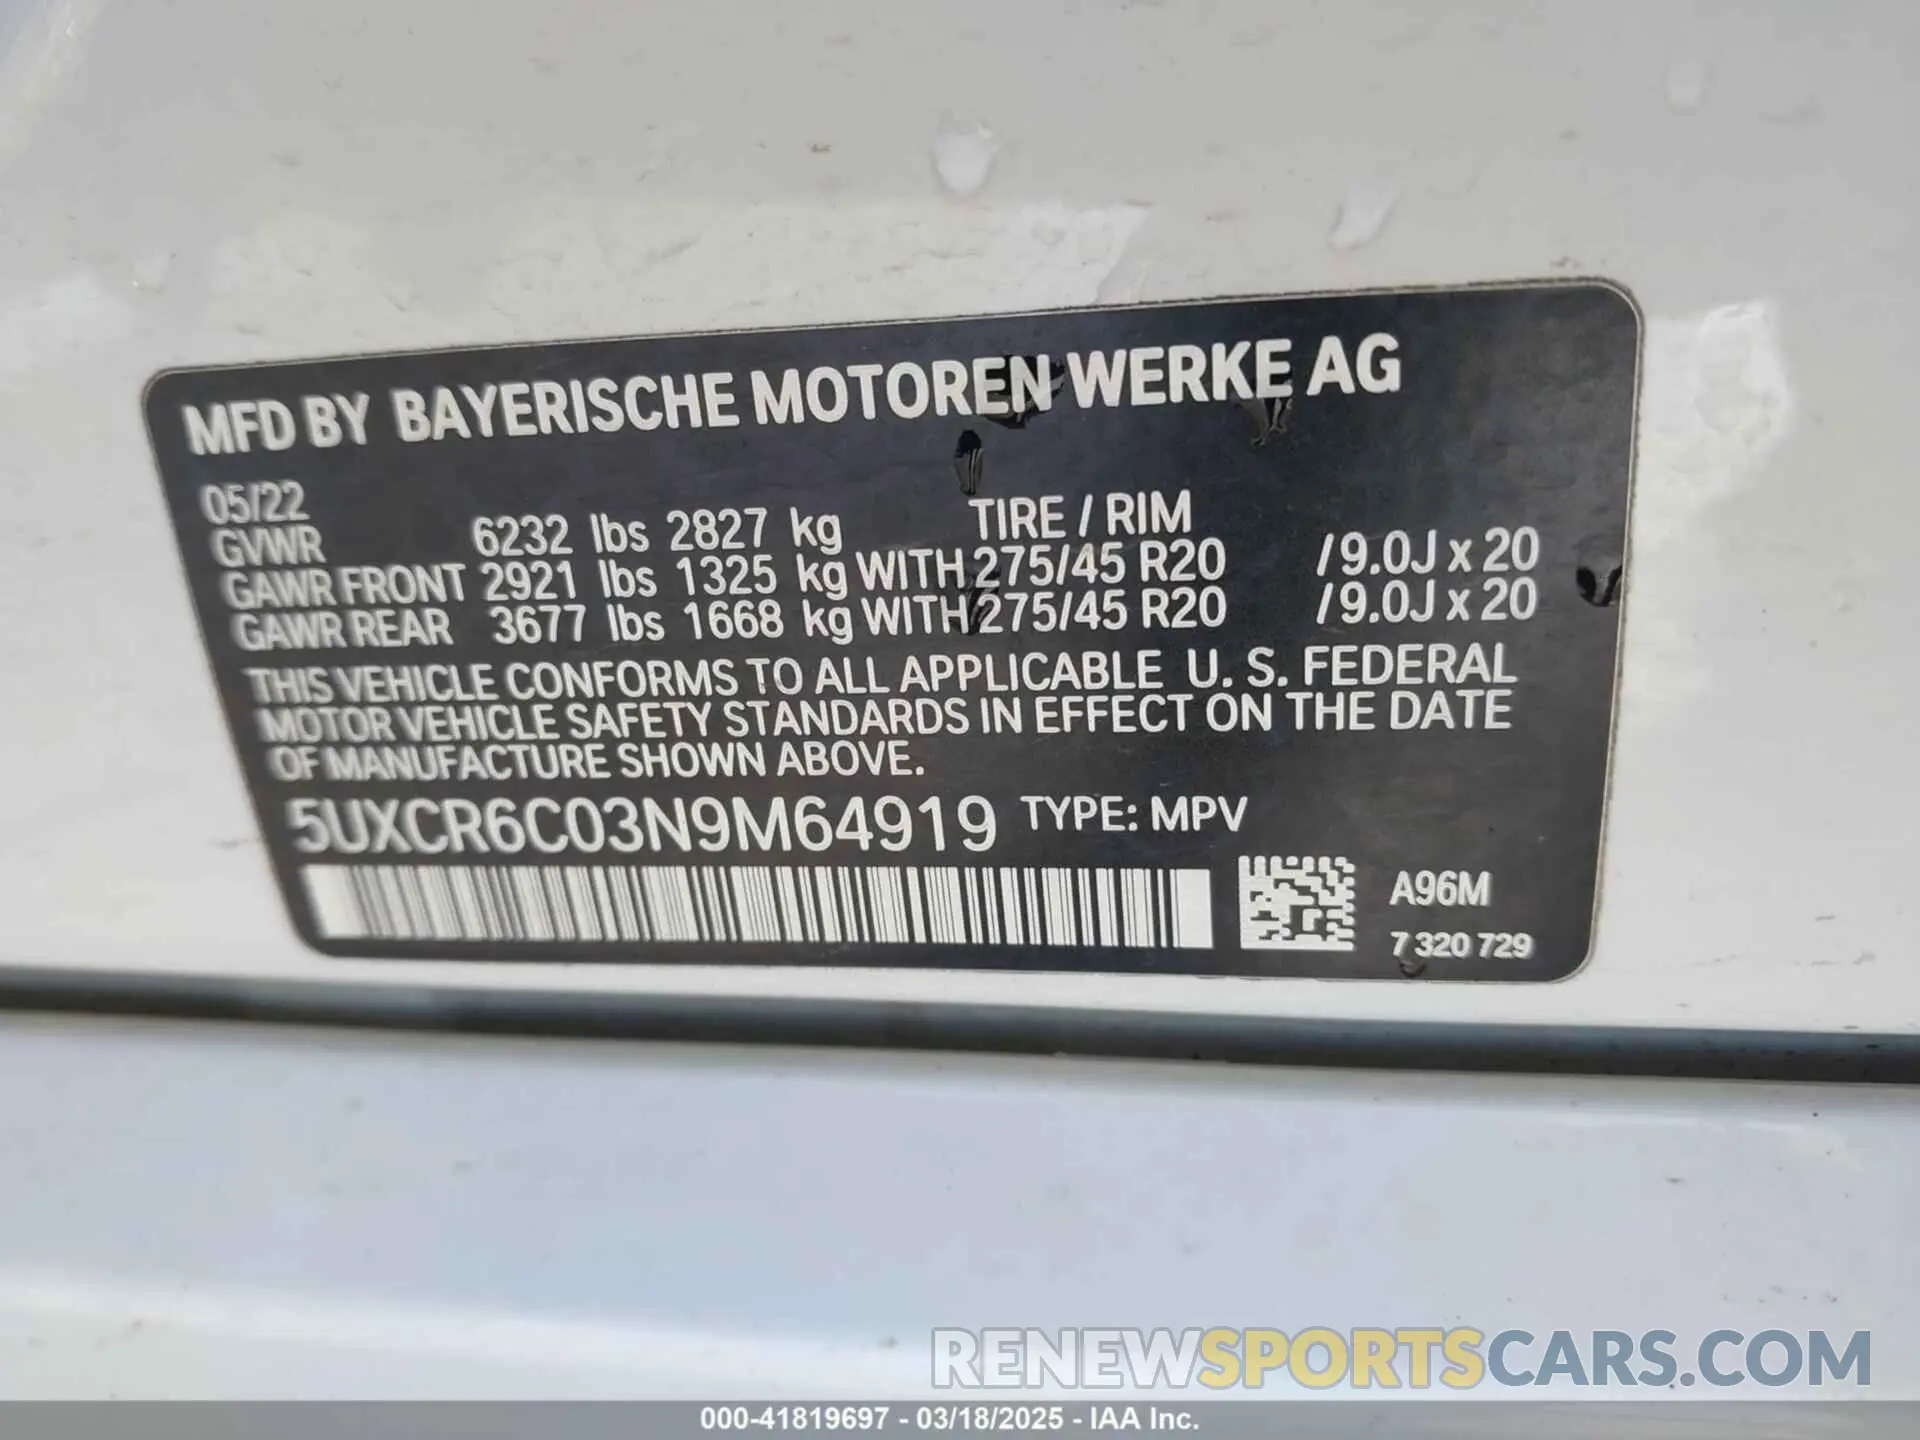 MFD BY BAYERISCHE MOTOREN WERKE AG
05/22
GVWR 6232 lbs 2827 kg TIRE / RIM
GAWR FRONT 2921 lbs 1325 kg WITH 275/45 R20 /9.0J x 20
GAWR REAR 3677 lbs 1668 kg WITH 275/45 R20 /9.0J x 20
THIS VEHICLE CONFORMS TO ALL APPLICABLE U. S. FEDERAL
MOTOR VEHICLE SAFETY STANDARDS IN EFFECT ON THE DATE
OF MANUFACTURE SHOWN ABOVE.
5UXCR6C03N9M64919 TYPE: MPV
A96M
7 320 729
RENEWSPORTSCARS.COM
000-41819697 - 03/18/2025 - IAA Inc.